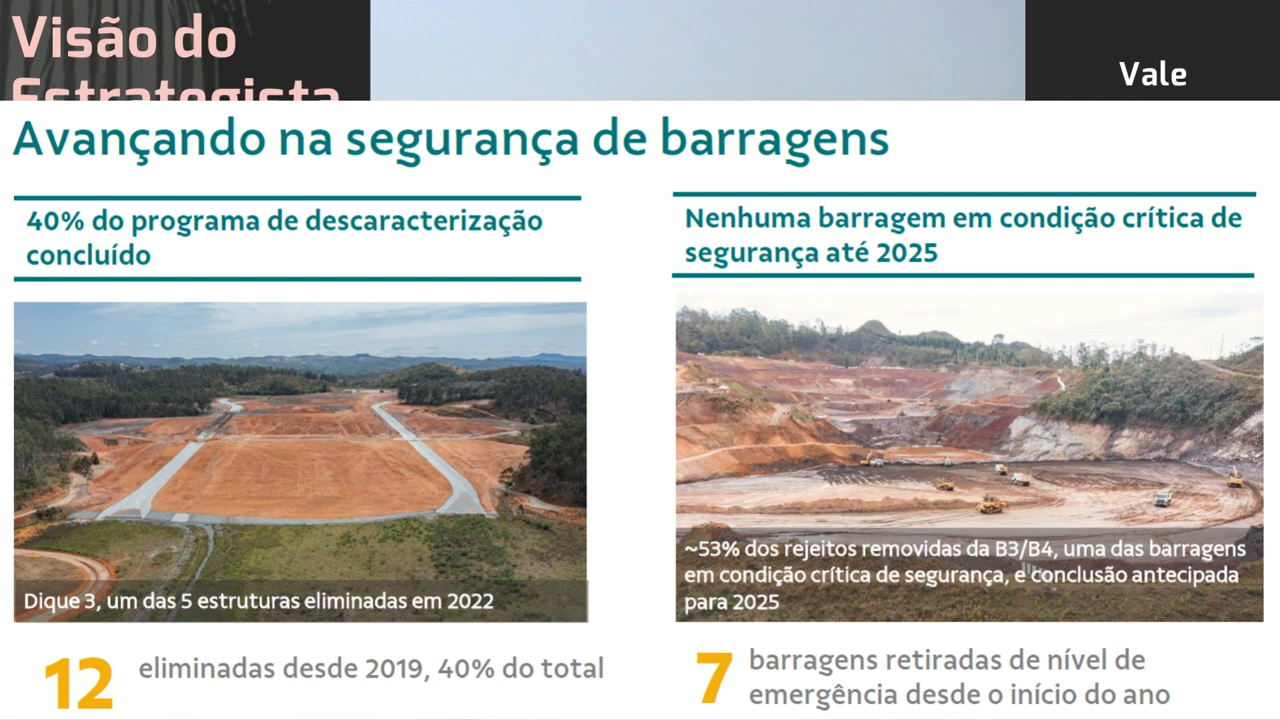 Visão do
Estrategista
Vale
Avançando na segurança de barragens
40% do programa de descaracterização
concluído
Nenhuma barragem em condição crítica de
segurança até 2025
Dique 3, um das 5 estruturas eliminadas em 2022
~53% dos rejeitos removidas da B3/B4, uma das barragens
em condição crítica de segurança, e conclusão antecipada
para 2025
12 eliminadas desde 2019, 40% do total
7 barragens retiradas de nível de
emergência desde o início do ano